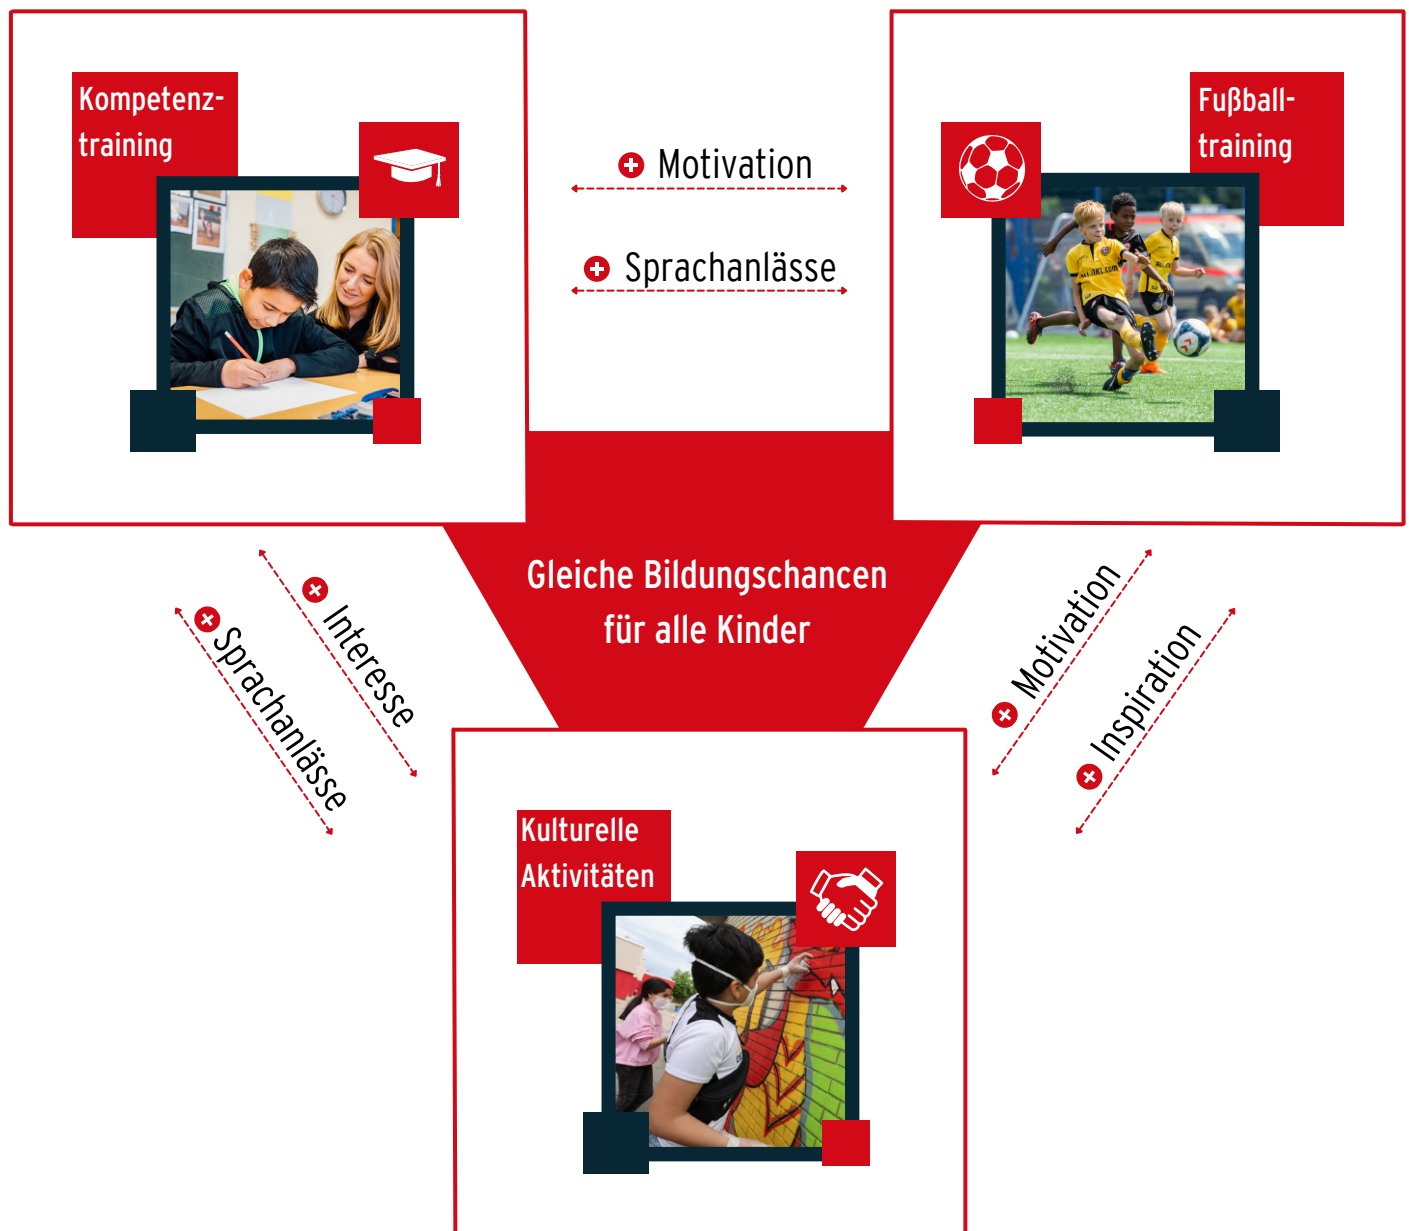 Kompetenz-
training
Fußball-
training
Motivation
Sprachanlässe
Gleiche Bildungschancen
für alle Kinder
Interesse
Sprachanlässe
Motivation
Inspiration
Kulturelle
Aktivitäten